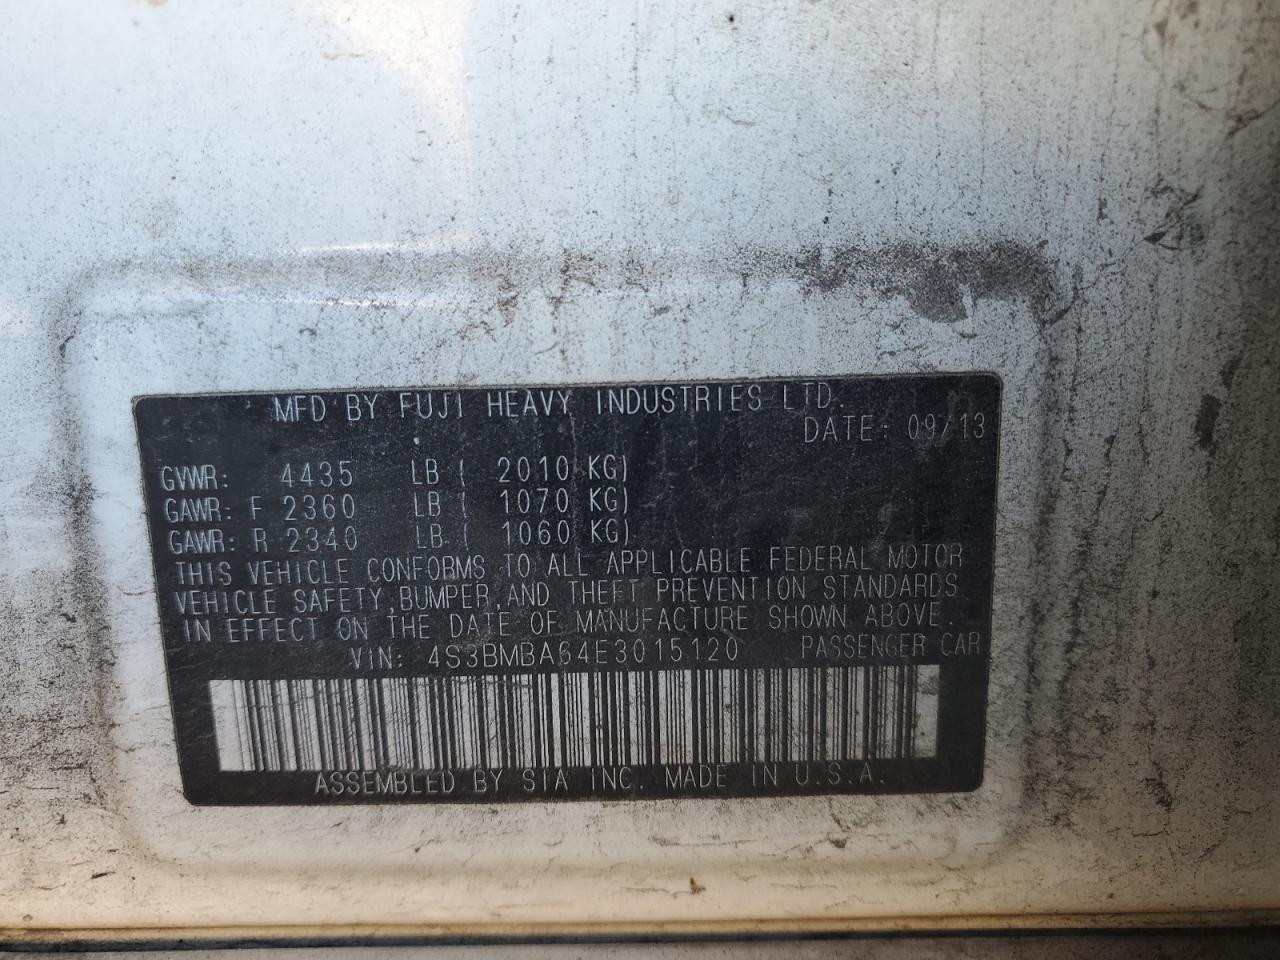 MFD BY FUJI HEAVY INDUSTRIES LTD.
DATE: 09/13
GVWR: 4435 LB ( 2010 KG)
GAWR: F 2360 LB ( 1070 KG)
GAWR: R 2340 LB ( 1060 KG)
THIS VEHICLE CONFORMS TO ALL APPLICABLE FEDERAL MOTOR
VEHICLE SAFETY, BUMPER, AND THEFT PREVENTION STANDARDS
IN EFFECT ON THE DATE OF MANUFACTURE SHOWN ABOVE.
VIN: 4S3BMBA64E3015120 PASSENGER CAR
ASSEMBLED BY SIA INC. MADE IN U.S.A.